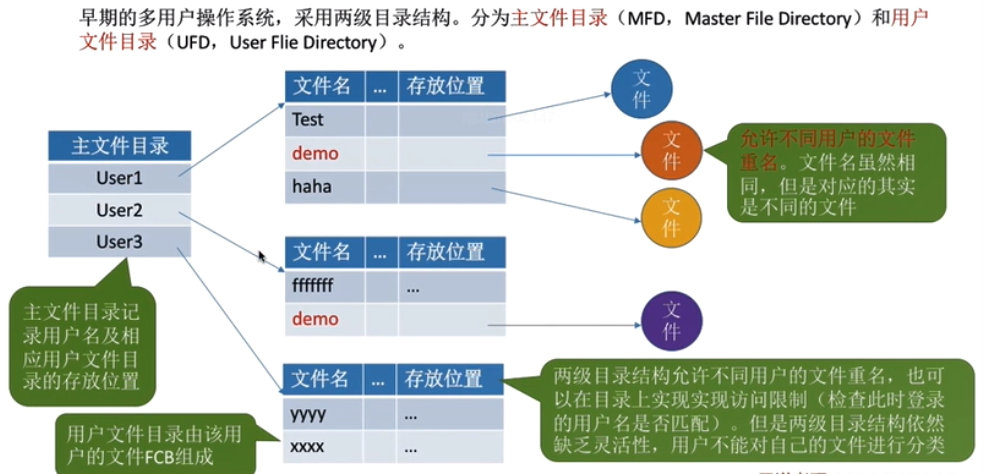 早期的多用户操作系统，采用两级目录结构。分为主文件目录（MFD，Master File Directory）和用户
文件目录（UFD，User Flie Directory）。
主文件目录
User1
User2
User3
主文件目录记
录用户名及相
应用户文件目
录的存放位置
用户文件目录由该用
户的文件FCB组成
文件名 ... 存放位置
Test
demo
haha
文件名 ... 存放位置
fffffff ...
demo
文件名 ... 存放位置
yyyy ...
xxxx ...
文
件
文
件
文
件
文
件
允许不同用户的文件
重名。文件名虽然相
同，但是对应的其实
是不同的文件
两级目录结构允许不同用户的文件重名，也可
以在目录上实现实现访问限制（检查此时登录
的用户名是否匹配）。但是两级目录结构依然
缺乏灵活性，用户不能对自己的文件进行分类